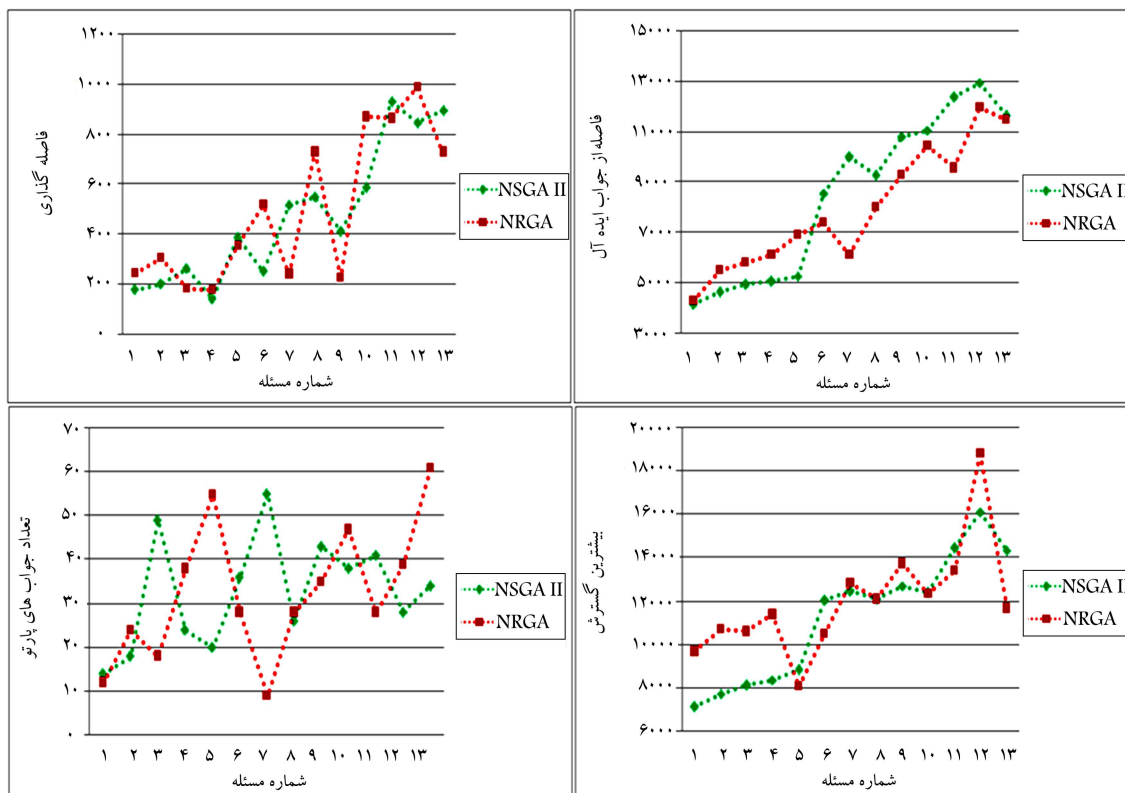 ۱۲۰۰
۱۰۰۰
۸۰۰
۶۰۰
۴۰۰
۲۰۰
۰
فاصله گذاری
۱ ۲ ۳ ۴ ۵ ۶ ۷ ۸ ۹ ۱۰ ۱۱ ۱۲ ۱۳
شماره مسئله
NSGA II
NRGA
۱۵۰۰۰
۱۳۰۰۰
۱۱۰۰۰
۹۰۰۰
۷۰۰۰
۵۰۰۰
۳۰۰۰
فاصله از جواب ایده آل
۱ ۲ ۳ ۴ ۵ ۶ ۷ ۸ ۹ ۱۰ ۱۱ ۱۲ ۱۳
شماره مسئله
NSGA II
NRGA
۷۰
۶۰
۵۰
۴۰
۳۰
۲۰
۱۰
۰
تعداد جواب های پارتو
۱ ۲ ۳ ۴ ۵ ۶ ۷ ۸ ۹ ۱۰ ۱۱ ۱۲ ۱۳
شماره مسئله
NSGA II
NRGA
۲۰۰۰۰
۱۸۰۰۰
۱۶۰۰۰
۱۴۰۰۰
۱۲۰۰۰
۱۰۰۰۰
۸۰۰۰
۶۰۰۰
بیشترین گسترش
۱ ۲ ۳ ۴ ۵ ۶ ۷ ۸ ۹ ۱۰ ۱۱ ۱۲ ۱۳
شماره مسئله
NSGA II
NRGA